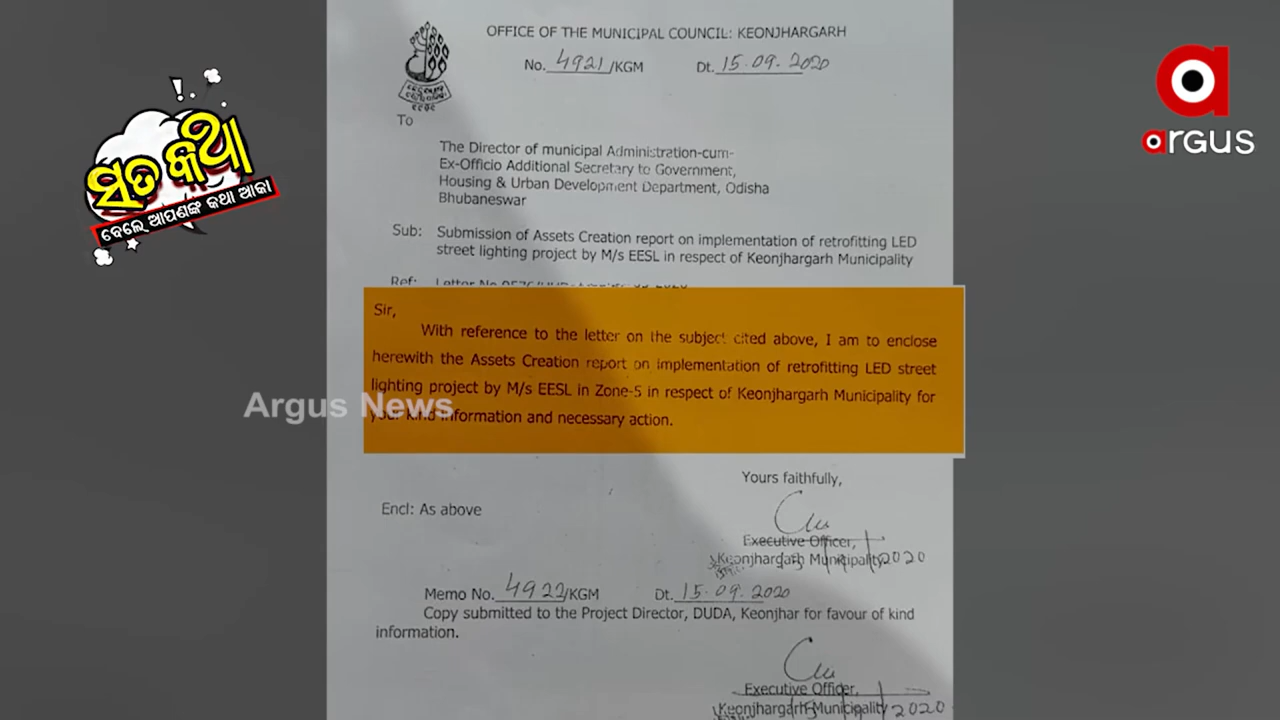 OFFICE OF THE MUNICIPAL COUNCIL: KEONJHARGARH
No. 4921/KGM Dt. 15.09.2020
To
The Director of municipal Administration-cum-
Ex-Officio Additional Secretary to Government,
Housing & Urban Development Department, Odisha
Bhubaneswar
Sub: Submission of Assets Creation report on implementation of retrofitting LED
street lighting project by M/s EESL in respect of Keonjhargarh Municipality
Ref: Letter No
Sir,
With reference to the letter on the subject cited above, I am to enclose
herewith the Assets Creation report on implementation of retrofitting LED street
lighting project by M/s EESL in Zone-5 in respect of Keonjhargarh Municipality for
your kind information and necessary action.
Yours faithfully,
Encl: As above
Executive Officer,
Keonjhargarh Municipality 2020
Memo No. 4922/KGM Dt. 15.09.2020
Copy submitted to the Project Director, DUDA, Keonjhar for favour of kind
information.
Executive Officer,
Keonjhargarh Municipality 2020
ସତ କଥା
ବେଲେ ଆପଣଙ୍କ କଥା ଆକା
argus
Argus News